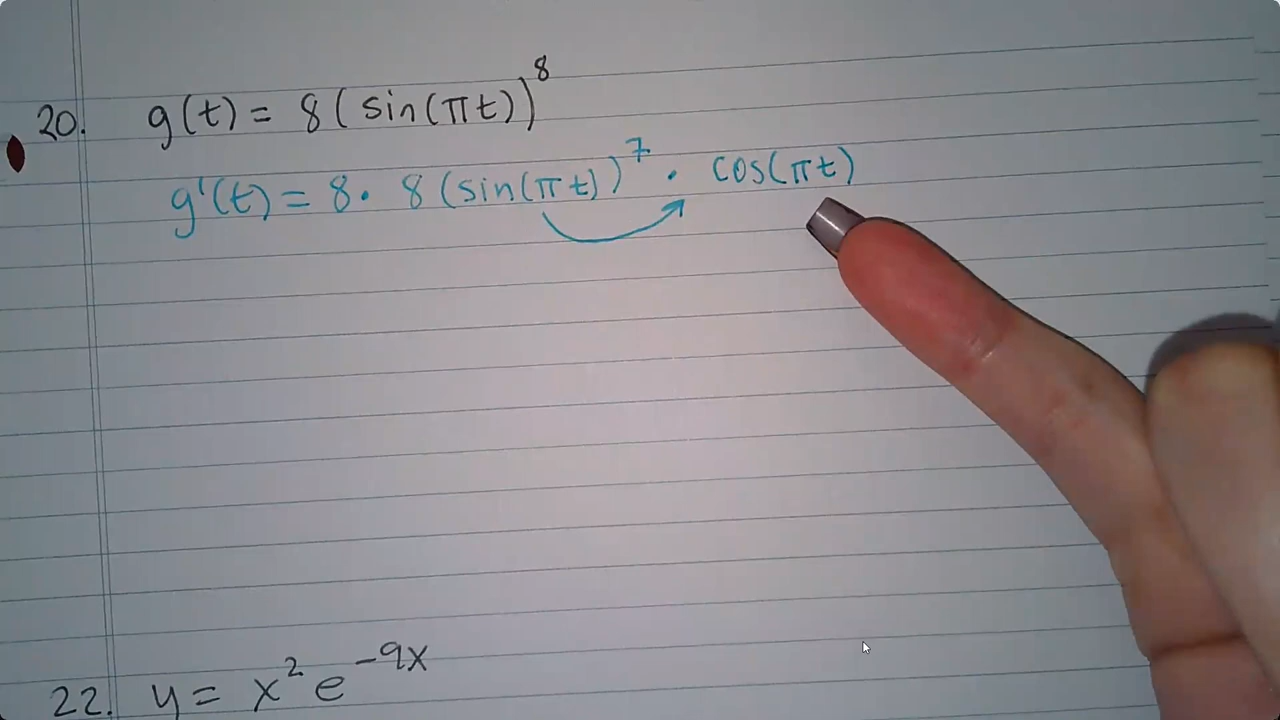 20. g(t) = 8(sin(πt))^8
g'(t) = 8 · 8(sin(πt))^7 · cos(πt)
22. y = x^2 e^-9x